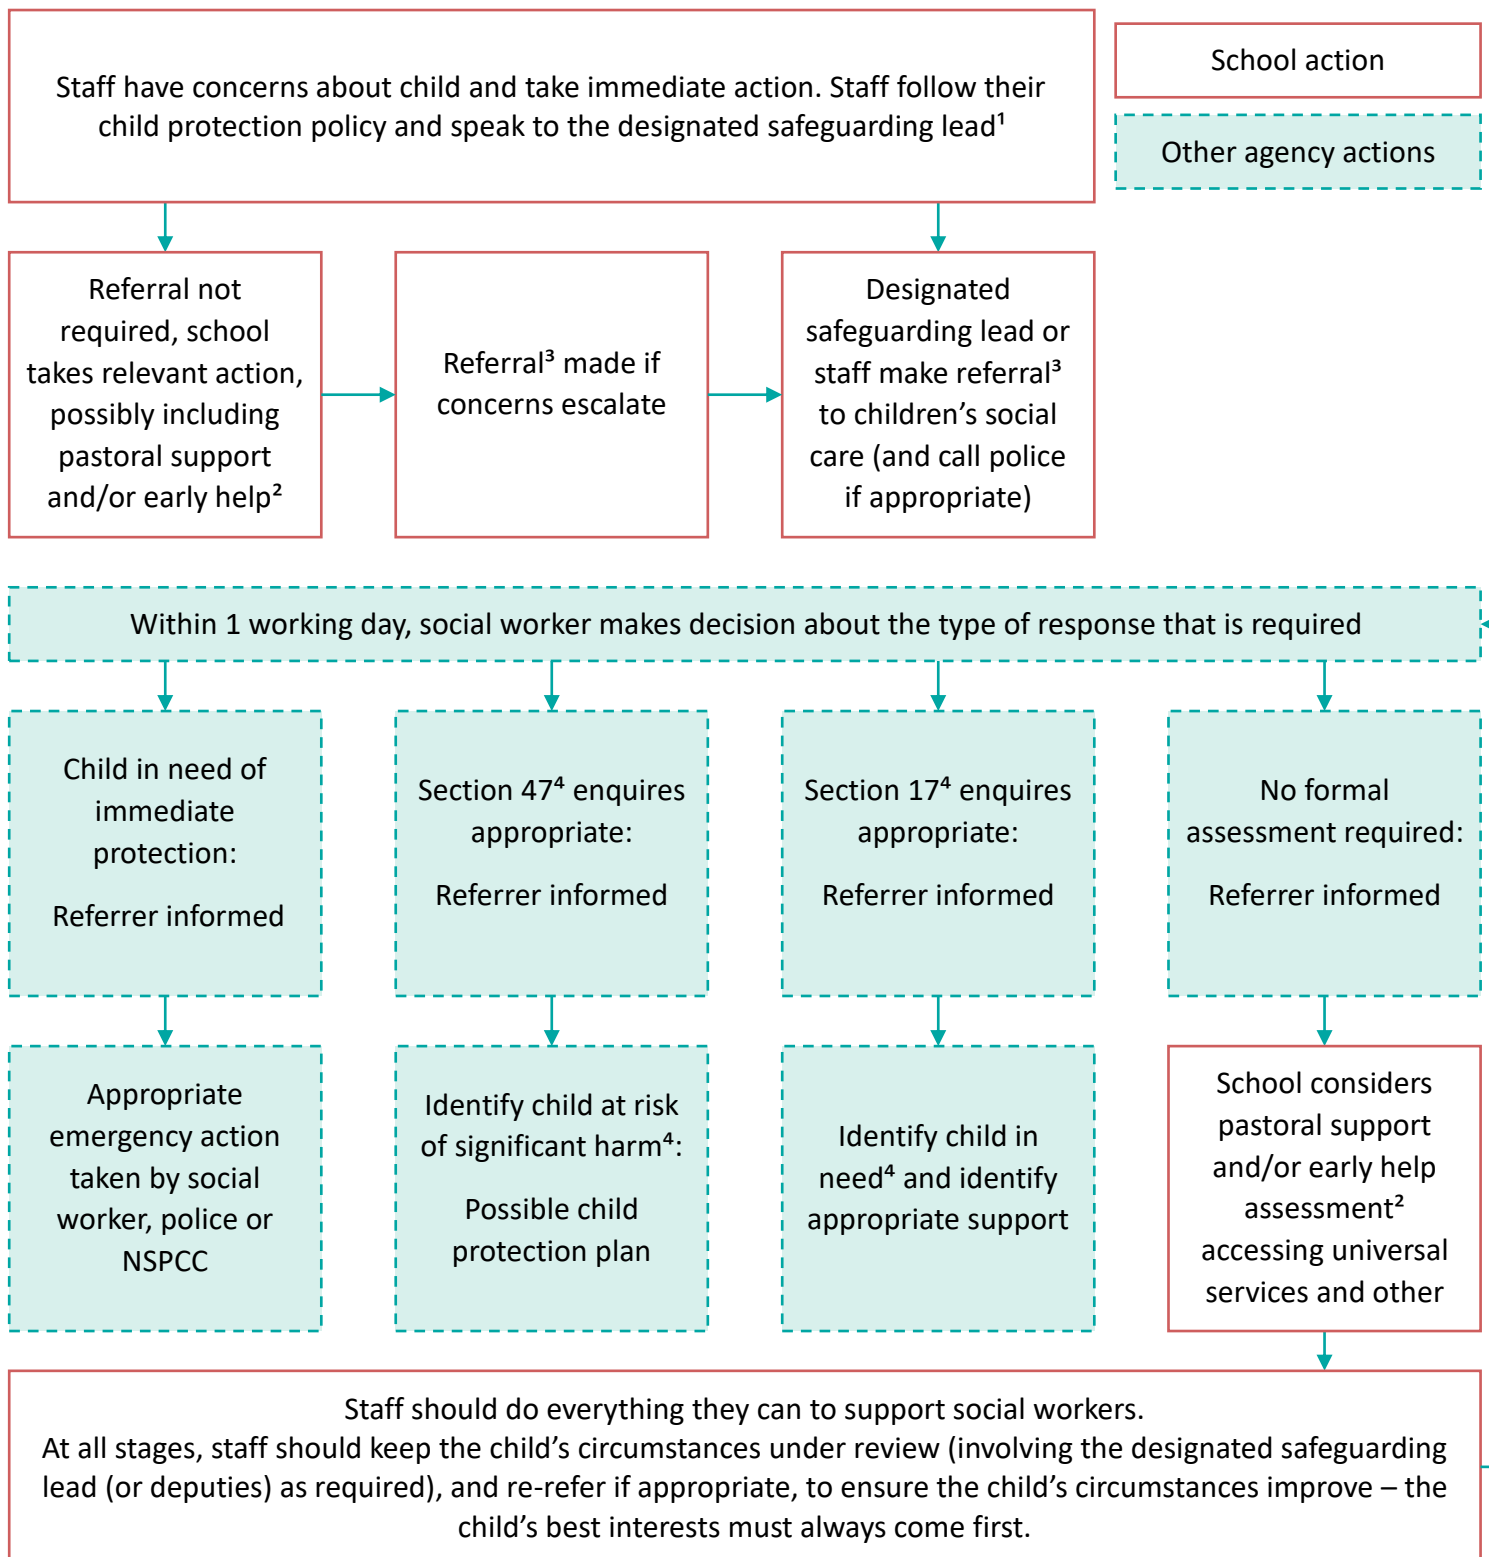 Staff have concerns about child and take immediate action. Staff follow their
child protection policy and speak to the designated safeguarding lead¹
School action
Other agency actions
Referral not
required, school
takes relevant action,
possibly including
pastoral support
and/or early help²
Referral³ made if
concerns escalate
Designated
safeguarding lead or
staff make referral³
to children’s social
care (and call police
if appropriate)
Within 1 working day, social worker makes decision about the type of response that is required
Child in need of
immediate
protection:
Referrer informed
Section 47⁴ enquires
appropriate:
Referrer informed
Section 17⁴ enquires
appropriate:
Referrer informed
No formal
assessment required:
Referrer informed
Appropriate
emergency action
taken by social
worker, police or
NSPCC
Identify child at risk
of significant harm⁴:
Possible child
protection plan
Identify child in
need⁴ and identify
appropriate support
School considers
pastoral support
and/or early help
assessment²
accessing universal
services and other
Staff should do everything they can to support social workers.
At all stages, staff should keep the child’s circumstances under review (involving the designated safeguarding
lead (or deputies) as required), and re-refer if appropriate, to ensure the child’s circumstances improve – the
child’s best interests must always come first.